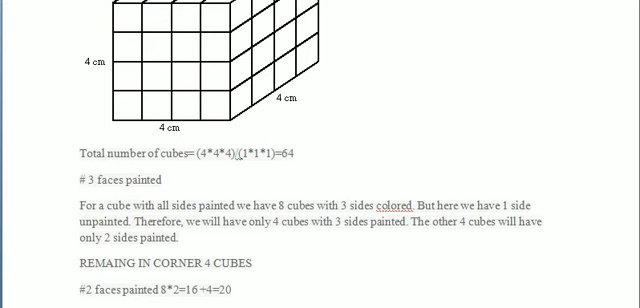 4 cm
4 cm
4 cm
Total number of cubes= (4*4*4)/(1*1*1)=64
# 3 faces painted
For a cube with all sides painted we have 8 cubes with 3 sides colored. But here we have 1 side
unpainted. Therefore, we will have only 4 cubes with 3 sides painted. The other 4 cubes will have
only 2 sides painted.
REMAING IN CORNER 4 CUBES
#2 faces painted 8*2=16 +4=20